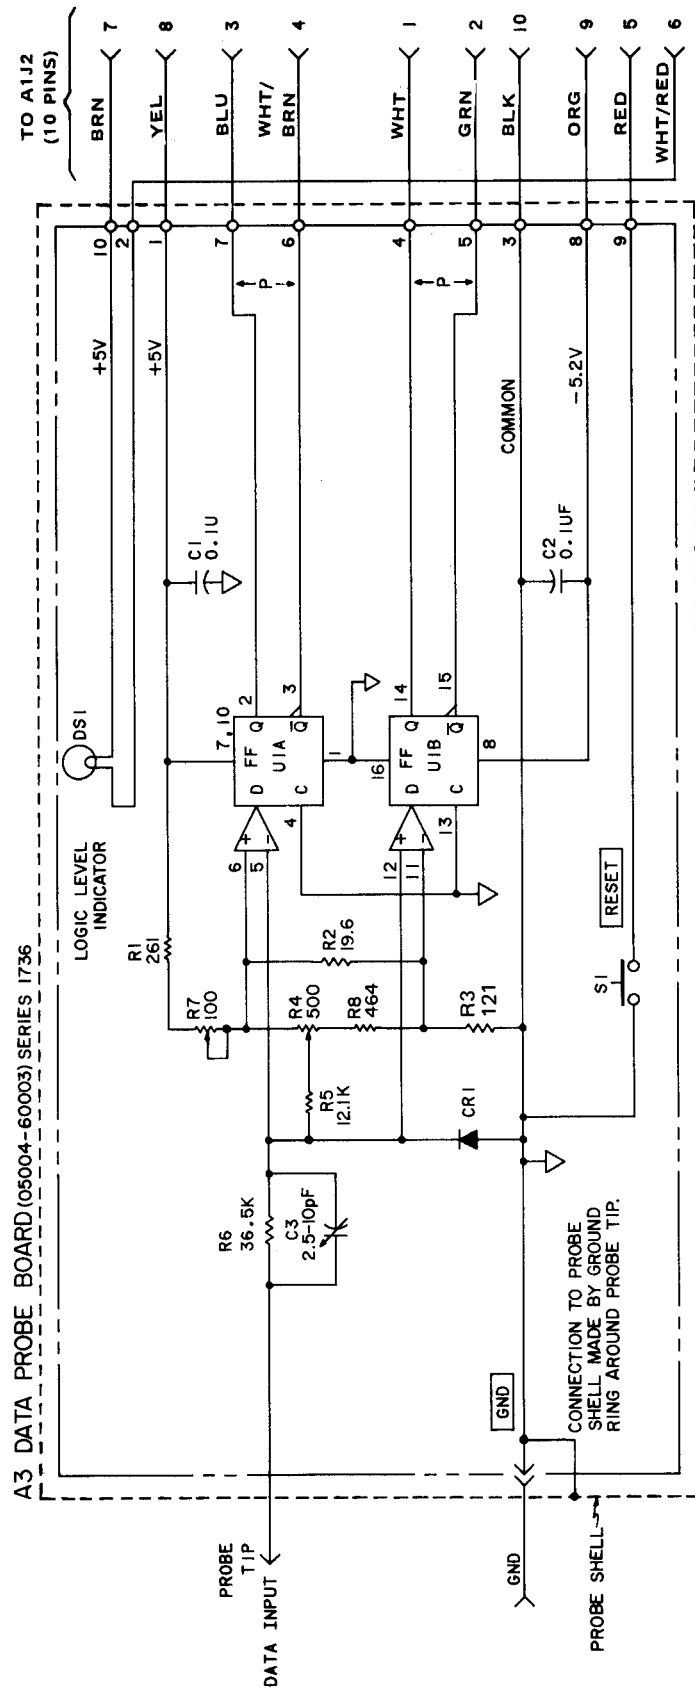 A3 DATA PROBE BOARD (05004-60003) SERIES 1736
TO A1J2
(10 PINS)
BRN
7
YEL
8
BLU
3
WHT/
BRN
4
WHT
1
GRN
2
BLK
10
ORG
9
RED
5
WHT/RED
6
10
2
1
7
6
4
5
3
8
9
+5V
+5V
P
P
COMMON
-5.2V
LOGIC LEVEL
INDICATOR
DS1
C1
0.1U
C2
0.1UF
R1
261
R7
100
R4
500
R8
464
R3
121
R2
19.6
R5
12.1K
R6
36.5K
C3
2.5-10pF
CR1
7, 10
2
3
1
4
6
5
+
-
D
FF
Q
U1A
C
Q
16
14
15
8
13
12
11
+
-
D
FF
Q
U1B
C
Q
S1
RESET
PROBE
TIP
DATA INPUT
GND
GND
PROBE SHELL
CONNECTION TO PROBE
SHELL MADE BY GROUND
RING AROUND PROBE TIP.